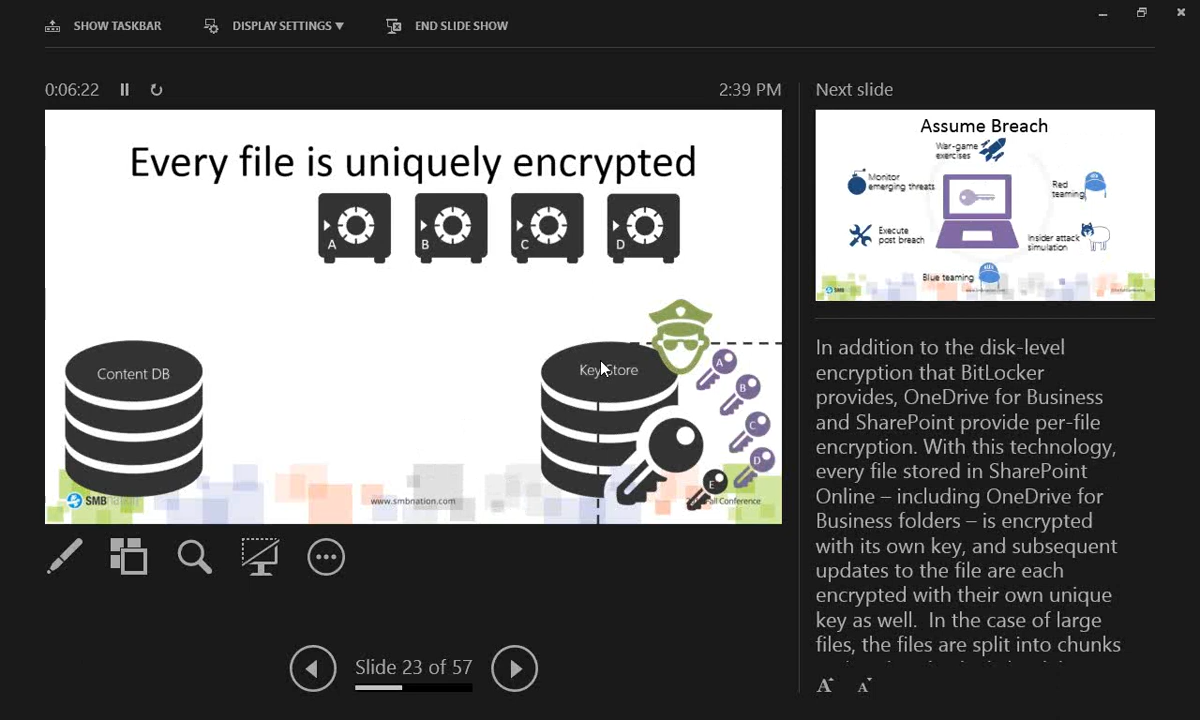 SHOW TASKBAR
DISPLAY SETTINGS ▼
END SLIDE SHOW
0:06:22
2:39 PM
Next slide
Every file is uniquely encrypted
A
B
C
D
Content DB
Key Store
A
B
C
D
E
SMB
www.smbnation.com
Fall Conference
Assume Breach
War-game
exercises
Monitor
emerging threats
Red
teaming
Execute
post breach
Insider attack
simulation
Blue teaming
SMB
In addition to the disk-level
encryption that BitLocker
provides, OneDrive for Business
and SharePoint provide per-file
encryption. With this technology,
every file stored in SharePoint
Online – including OneDrive for
Business folders – is encrypted
with its own key, and subsequent
updates to the file are each
encrypted with their own unique
key as well.  In the case of large
files, the files are split into chunks
Slide 23 of 57
A
A